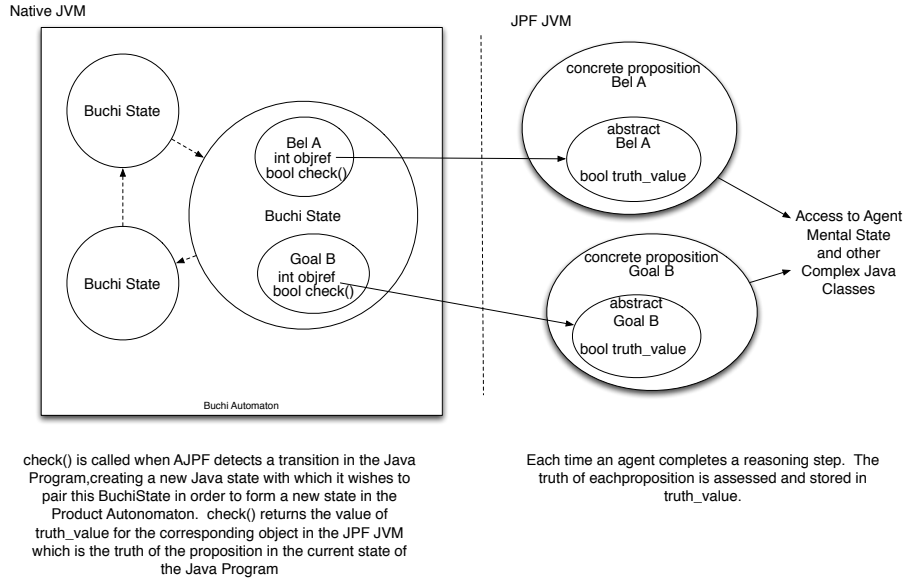 Native JVM
JPF JVM
Buchi State
Bel A
int objref
bool check()
Buchi State
Goal B
int objref
bool check()
Buchi State
Buchi Automaton
concrete proposition
Bel A
abstract
Bel A
bool truth_value
concrete proposition
Goal B
abstract
Goal B
bool truth_value
Access to Agent
Mental State
and other
Complex Java
Classes
check() is called when AJPF detects a transition in the Java
Program,creating a new Java state with which it wishes to
pair this BuchiState in order to form a new state in the
Product Autonomaton.  check() returns the value of
truth_value for the corresponding object in the JPF JVM
which is the truth of the proposition in the current state of
the Java Program
Each time an agent completes a reasoning step.  The
truth of eachproposition is assessed and stored in
truth_value.